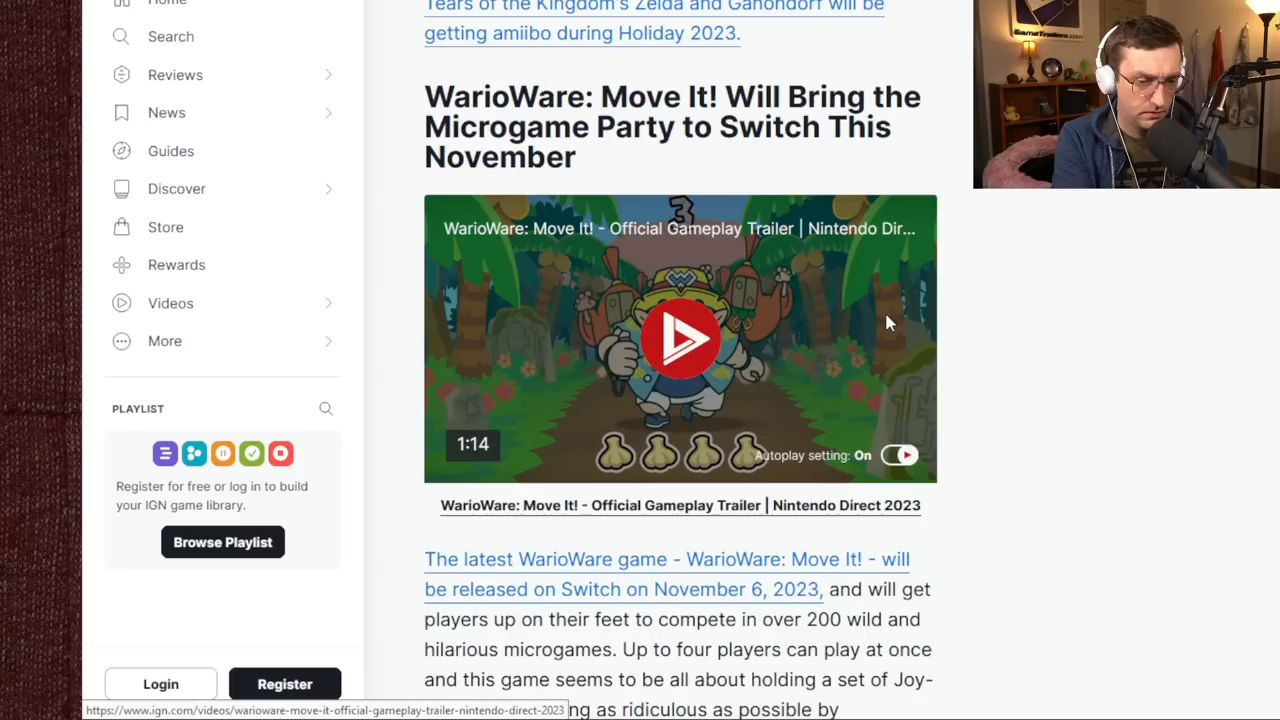 Home
Search
Reviews
News
Guides
Discover
Store
Rewards
Videos
More
PLAYLIST
Register for free or log in to build
your IGN game library.
Browse Playlist
Login
Register
https://www.ign.com/videos/warioware-move-it-official-gameplay-trailer-nintendo-direct-2023
Tears of the Kingdom's Zelda and Ganondorf will be
getting amiibo during Holiday 2023.
WarioWare: Move It! Will Bring the
Microgame Party to Switch This
November
3
WarioWare: Move It! - Official Gameplay Trailer | Nintendo Dir...
W
1:14
Autoplay setting: On
WarioWare: Move It! - Official Gameplay Trailer | Nintendo Direct 2023
The latest WarioWare game - WarioWare: Move It! - will
be released on Switch on November 6, 2023, and will get
players up on their feet to compete in over 200 wild and
hilarious microgames. Up to four players can play at once
and this game seems to be all about holding a set of Joy-
ng as ridiculous as possible by
GameTrailers.com